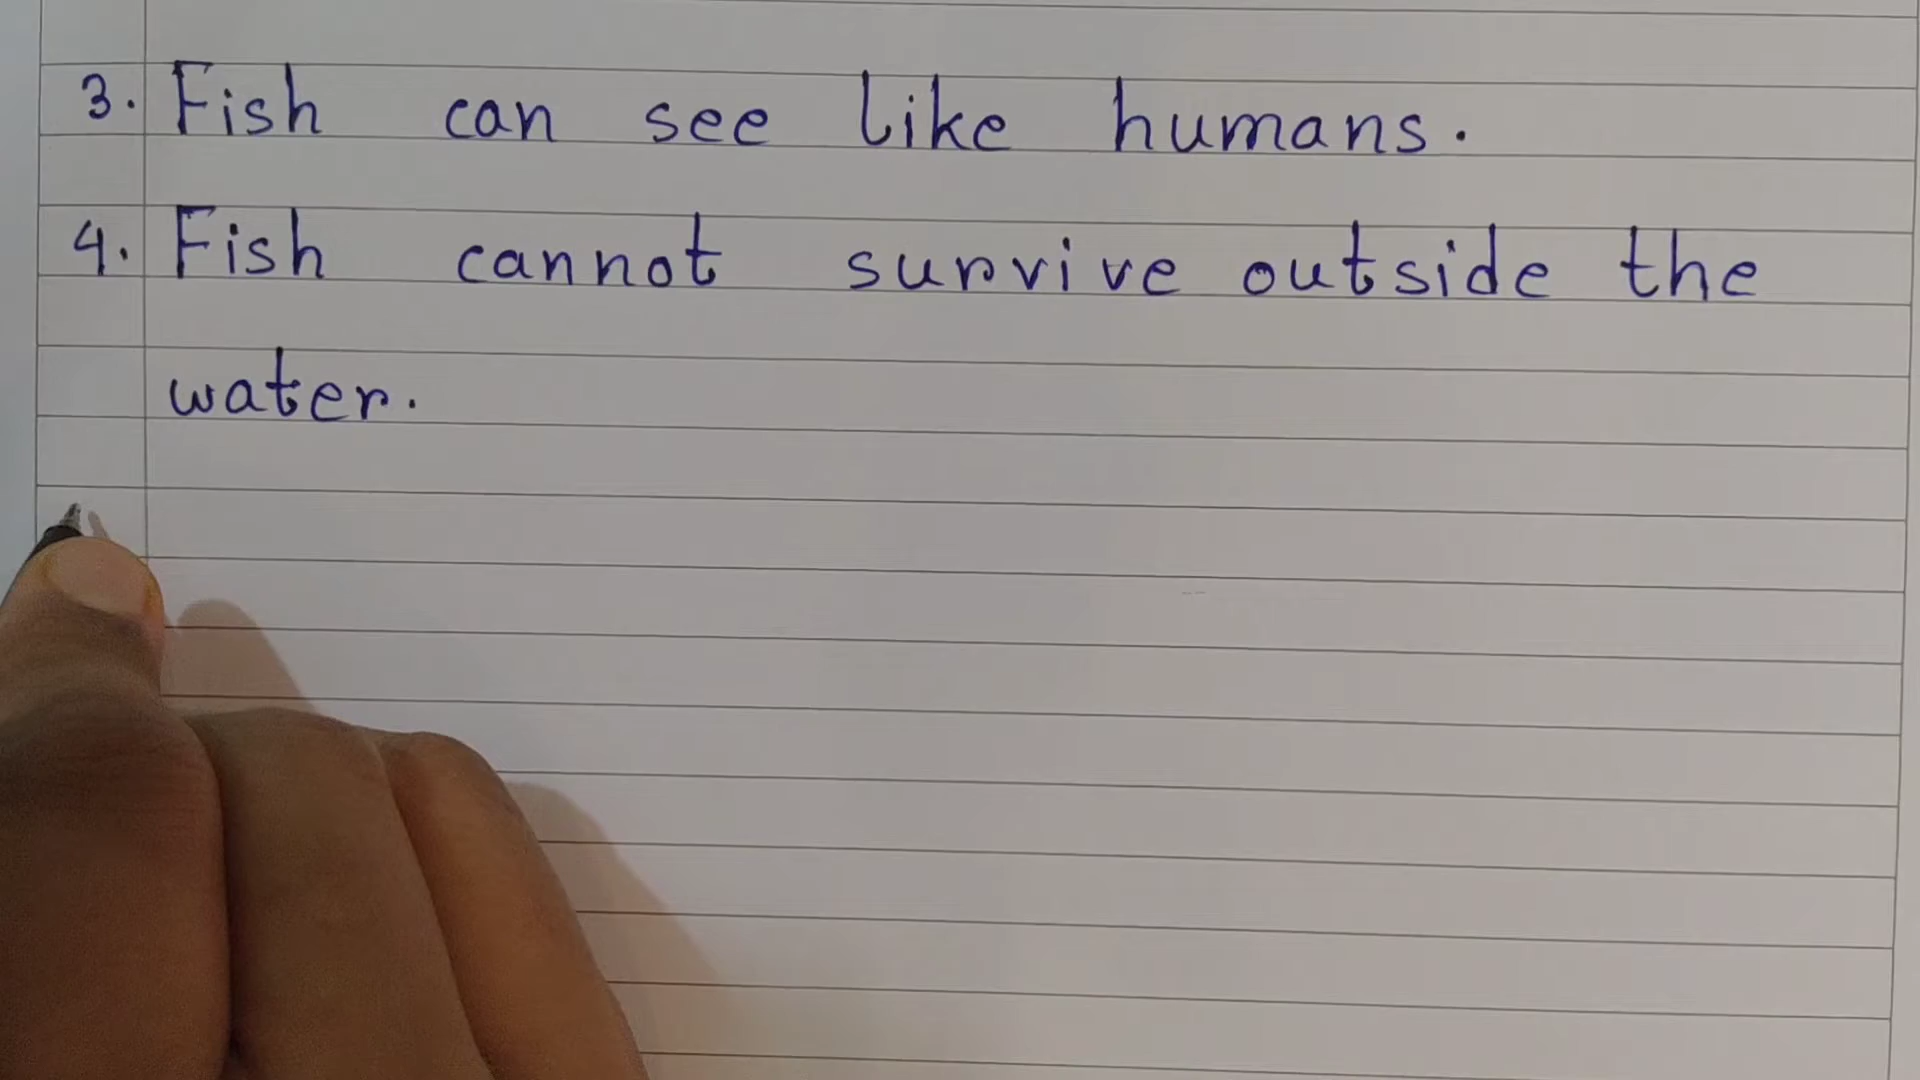 3. Fish can see like humans.
4. Fish cannot survive outside the
water.